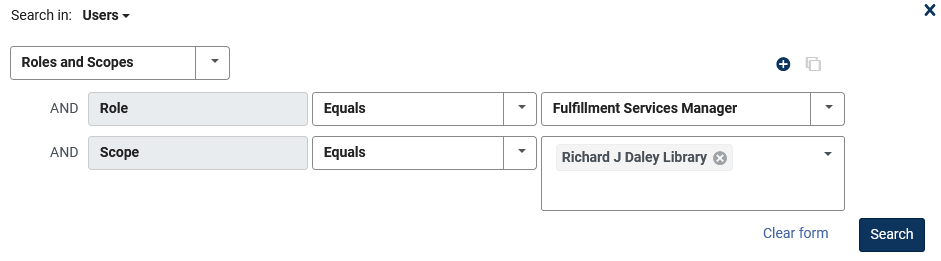 Search in: Users
Roles and Scopes
AND Role Equals Fulfillment Services Manager
AND Scope Equals Richard J Daley Library
Clear form Search